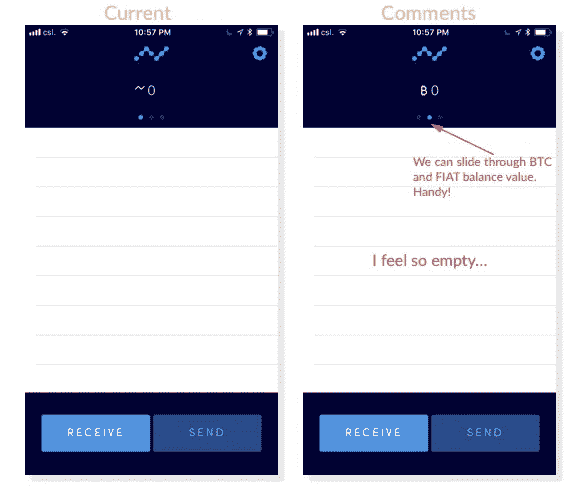 Current
Comments
csl.
10:57 PM
csl.
10:57 PM
~0
฿ 0
We can slide through BTC
and FIAT balance value.
Handy!
I feel so empty...
RECEIVE
SEND
RECEIVE
SEND